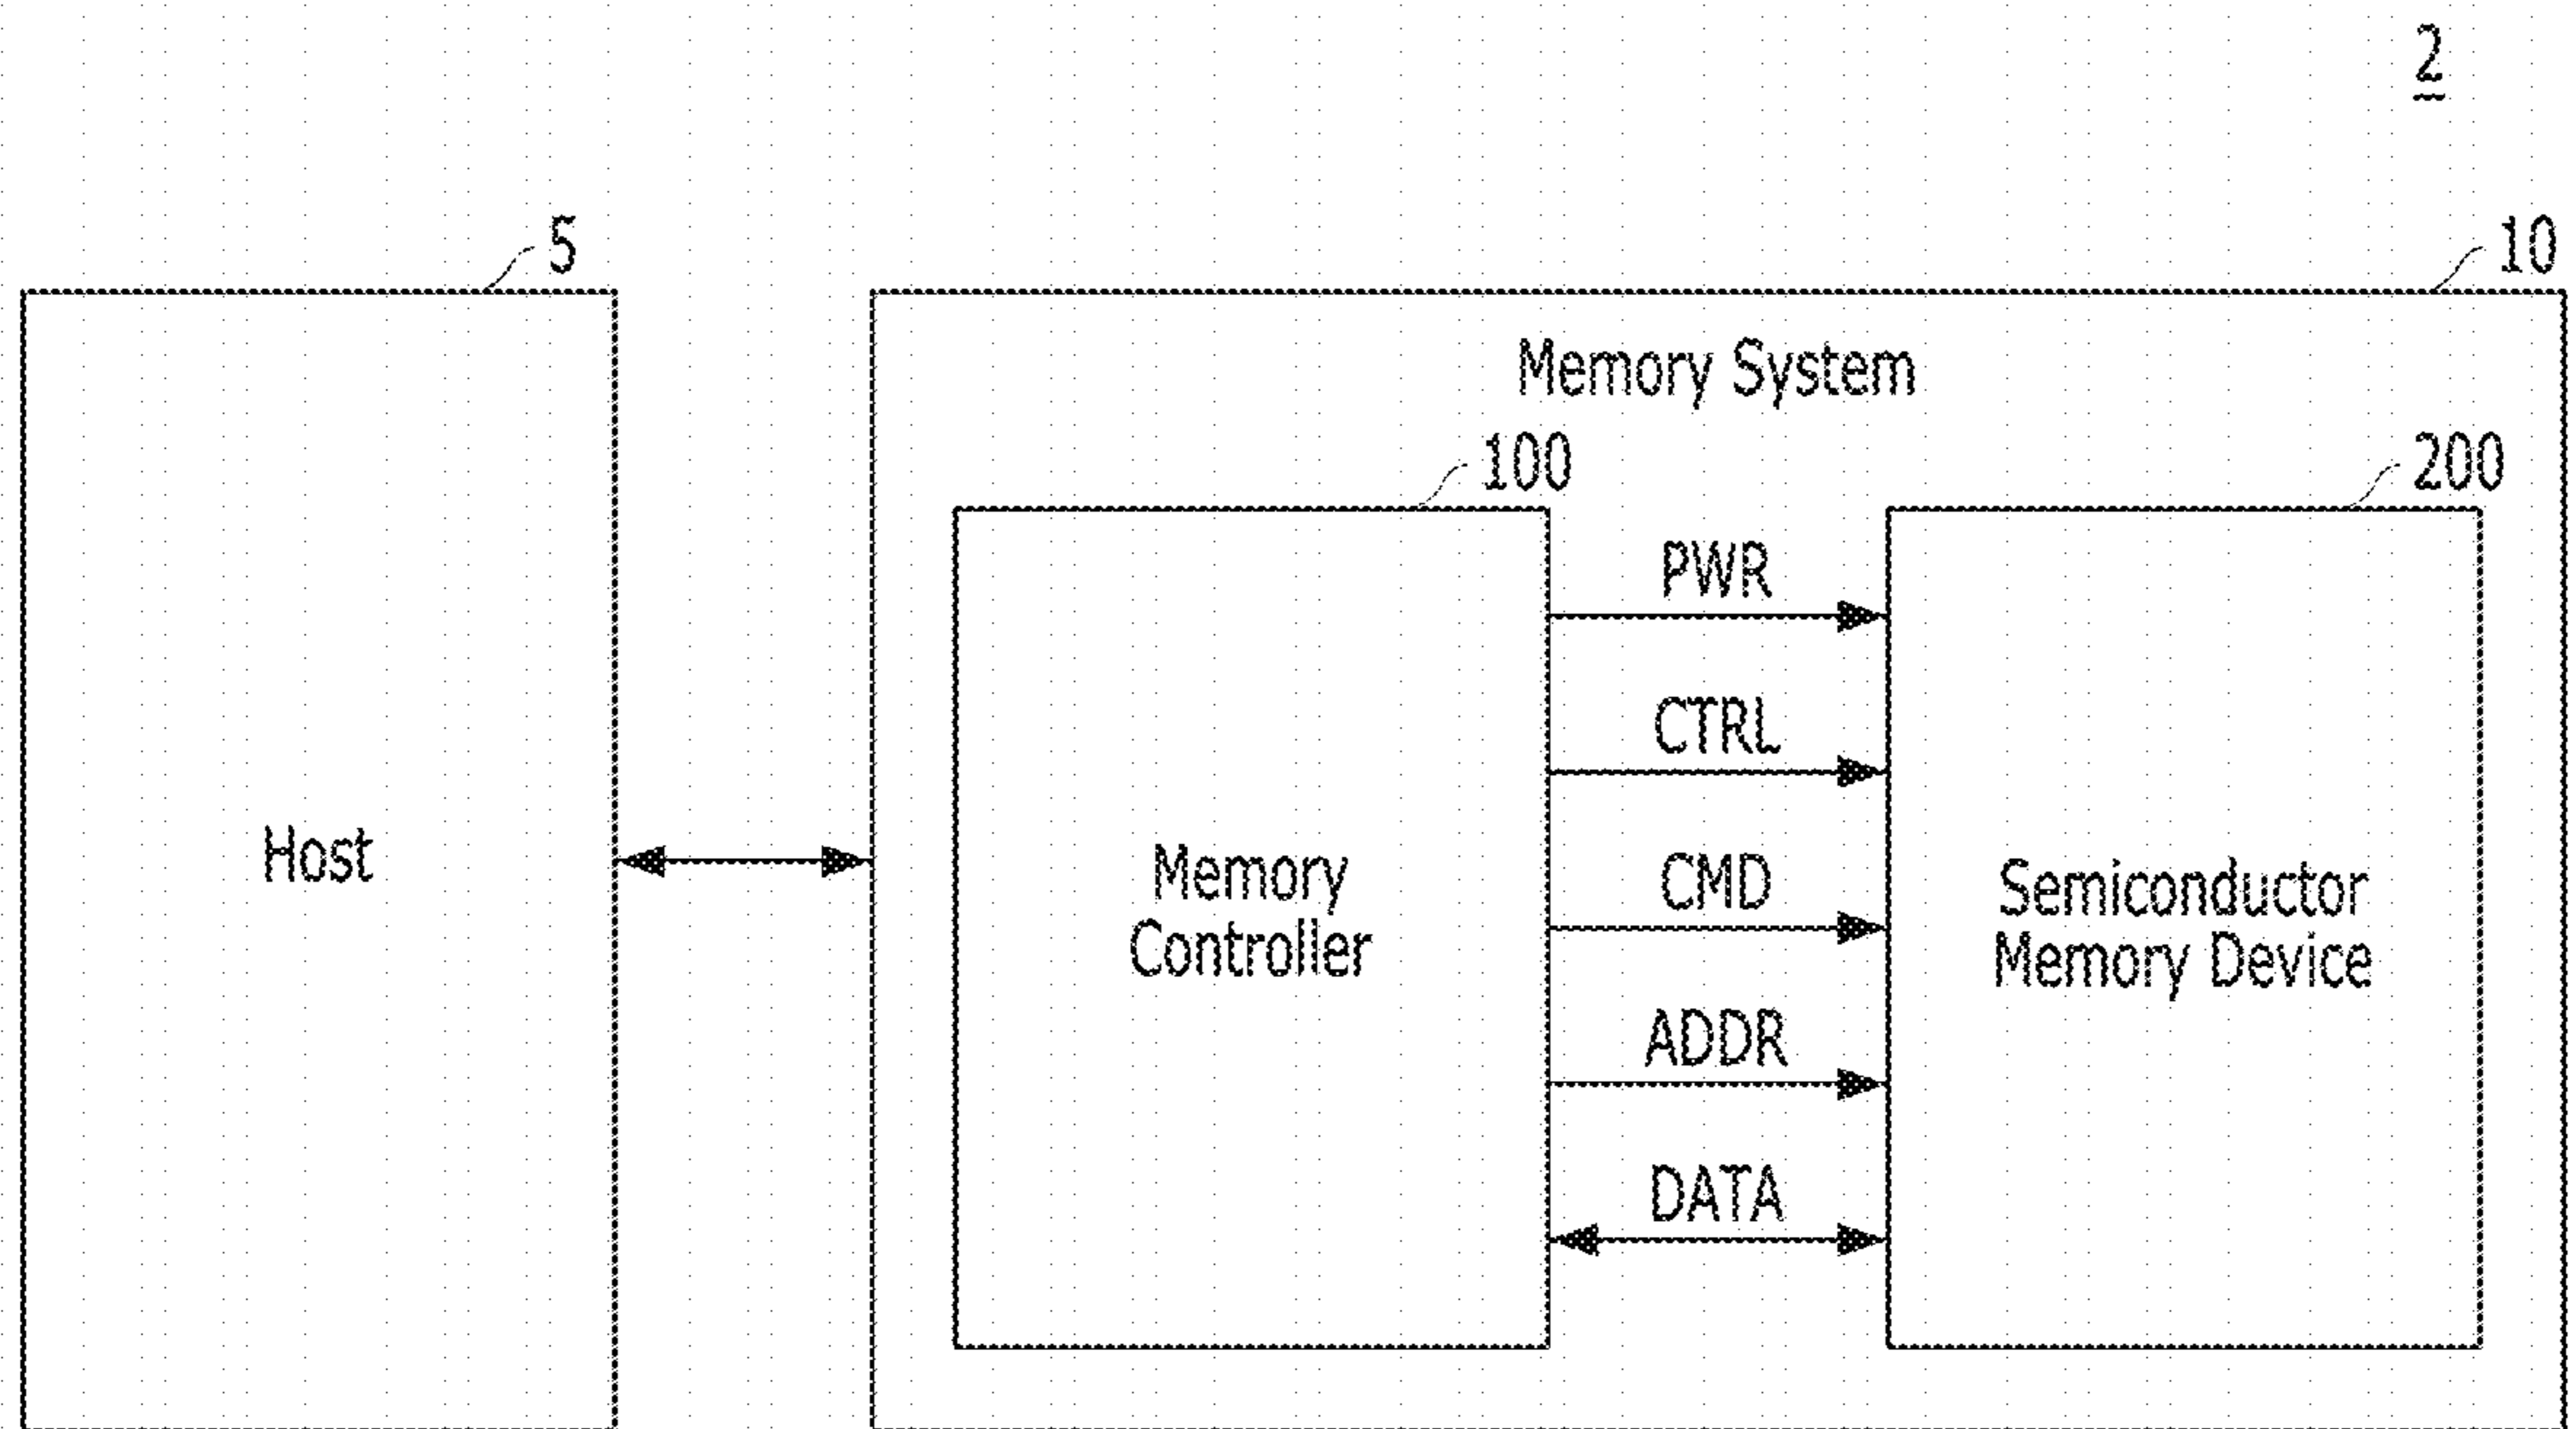 2
5
10
Memory System
100
200
PWR
CTRL
CMD
ADDR
DATA
Host
Memory
Controller
Semiconductor
Memory Device